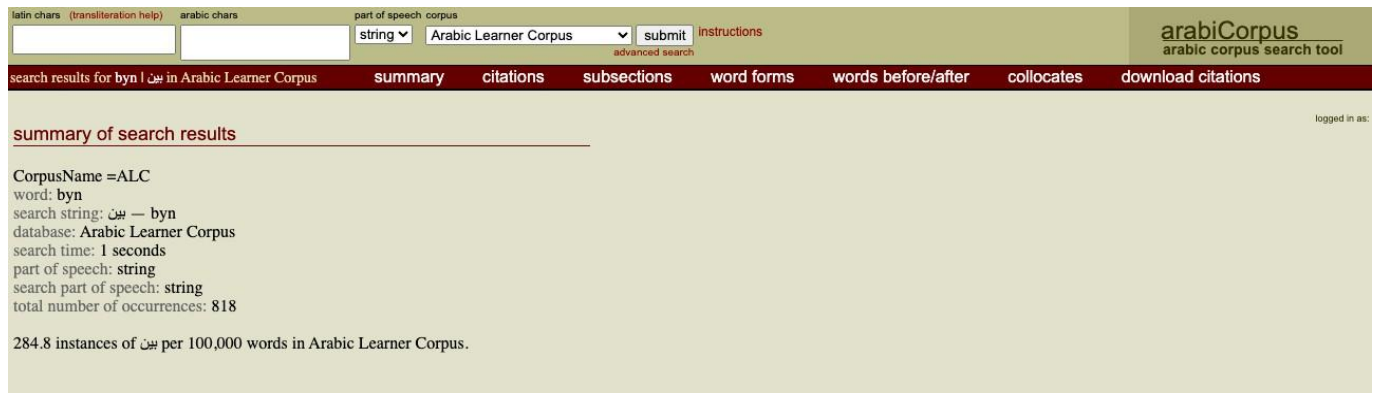 latin chars (transliteration help) arabic chars part of speech corpus
string Arabic Learner Corpus submit instructions
advanced search
arabiCorpus
arabic corpus search tool
search results for byn | بين in Arabic Learner Corpus summary citations subsections word forms words before/after collocates download citations
logged in as:
summary of search results
CorpusName =ALC
word: byn
search string: بين — byn
database: Arabic Learner Corpus
search time: 1 seconds
part of speech: string
search part of speech: string
total number of occurrences: 818
284.8 instances of بين per 100,000 words in Arabic Learner Corpus.